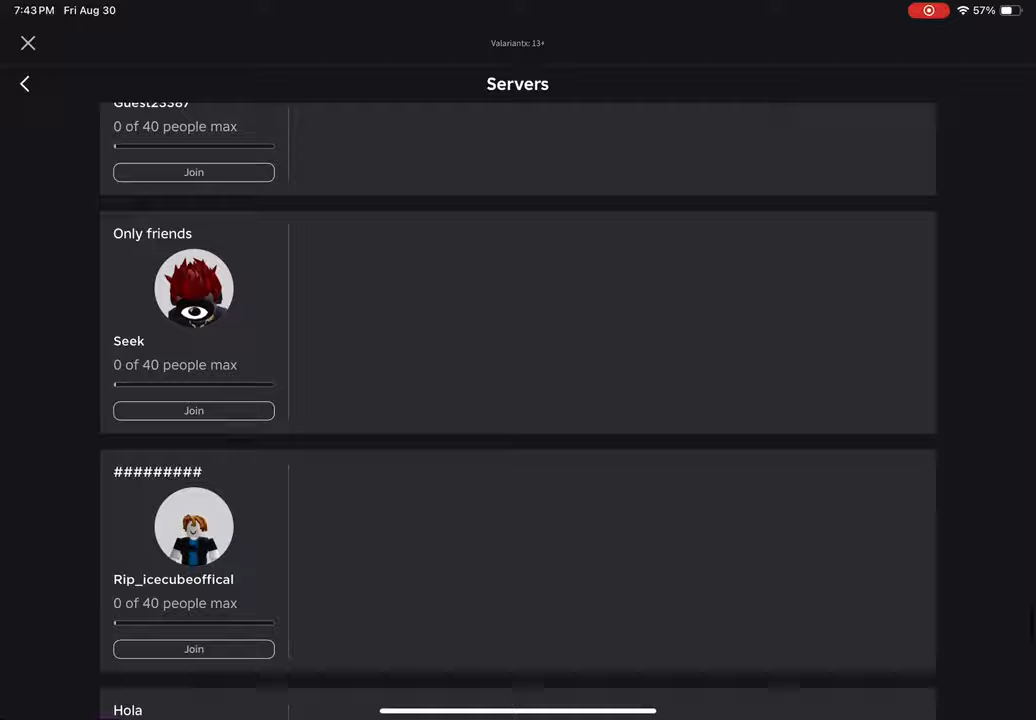 7:43 PM Fri Aug 30
57%
Valariantx: 13+
Servers
Guest23387
0 of 40 people max
Join
Only friends
Seek
0 of 40 people max
Join
#########
Rip_icecubeoffical
0 of 40 people max
Join
Hola